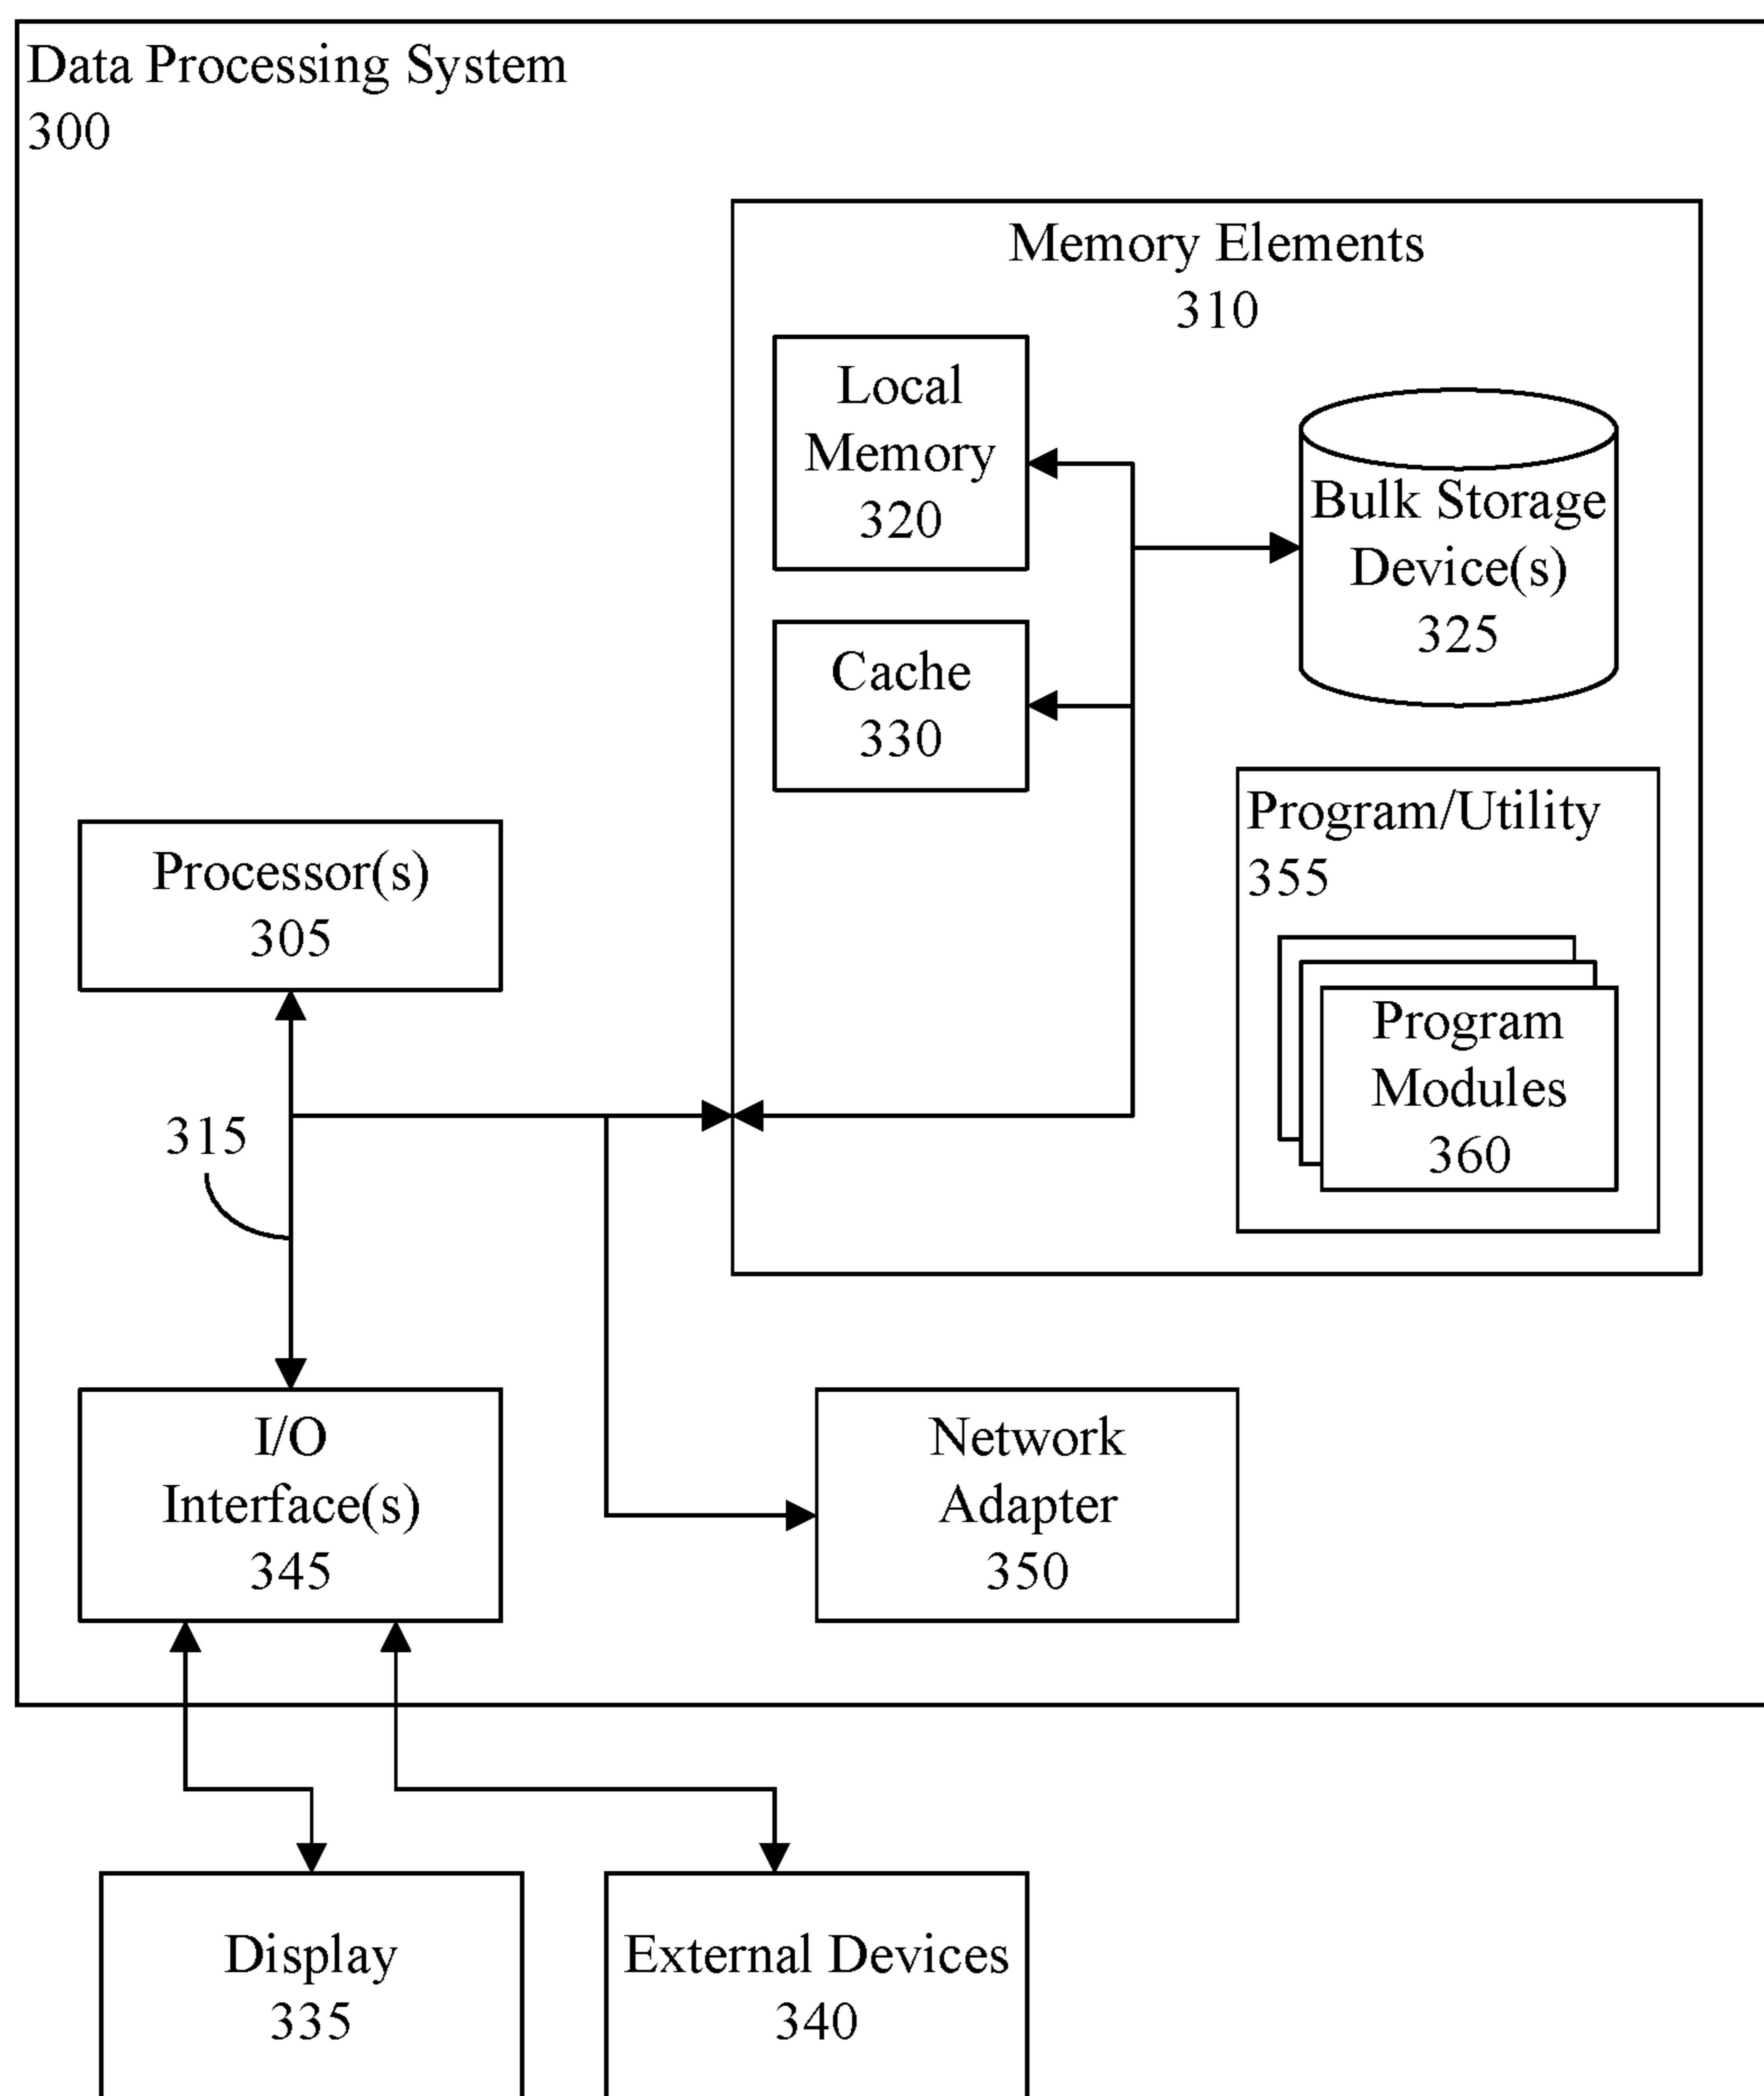 Data Processing System
300
Memory Elements
310
Local
Memory
320
Bulk Storage
Device(s)
325
Cache
330
Program/Utility
355
Processor(s)
305
Program
Modules
360
315
I/O
Interface(s)
345
Network
Adapter
350
Display
335
External Devices
340